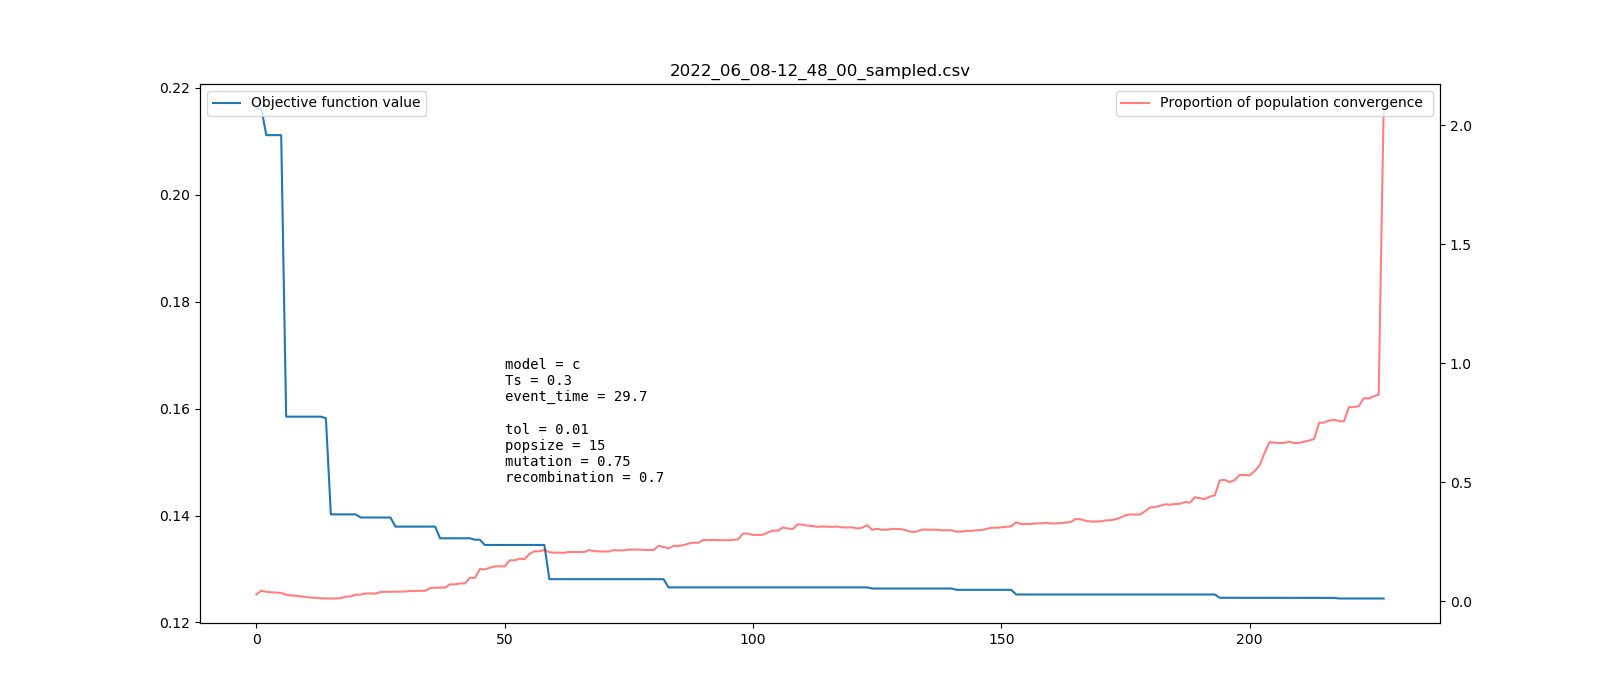 2022_06_08-12_48_00_sampled.csv
Objective function value
Proportion of population convergence
0.22
0.20
0.18
0.16
0.14
0.12
2.0
1.5
1.0
0.5
0.0
model = c
Ts = 0.3
event_time = 29.7
tol = 0.01
popsize = 15
mutation = 0.75
recombination = 0.7
0
50
100
150
200